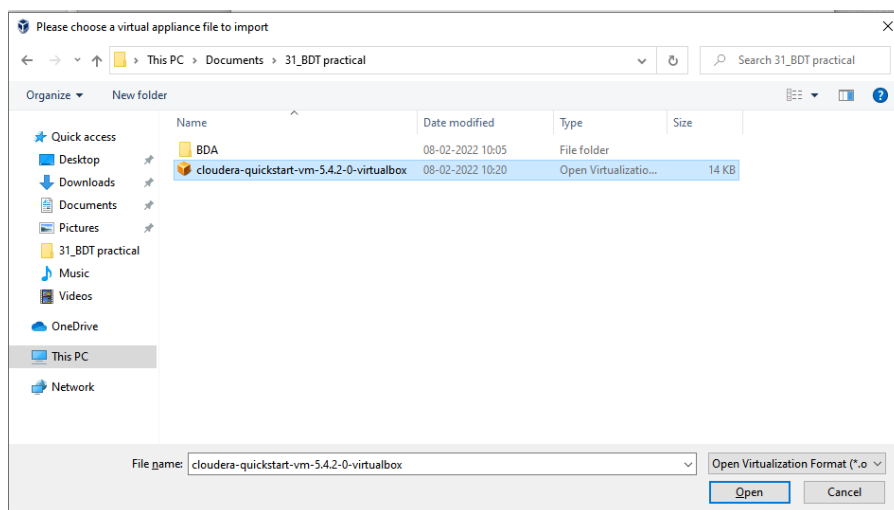 Please choose a virtual appliance file to import
This PC > Documents > 31_BDT practical
Search 31_BDT practical
Organize New folder
Name Date modified Type Size
Quick access
Desktop
Downloads
Documents
Pictures
31_BDT practical
Music
Videos
OneDrive
This PC
Network
BDA 08-02-2022 10:05 File folder
cloudera-quickstart-vm-5.4.2-0-virtualbox 08-02-2022 10:20 Open Virtualizatio... 14 KB
File name: cloudera-quickstart-vm-5.4.2-0-virtualbox Open Virtualization Format (*.o
Open Cancel